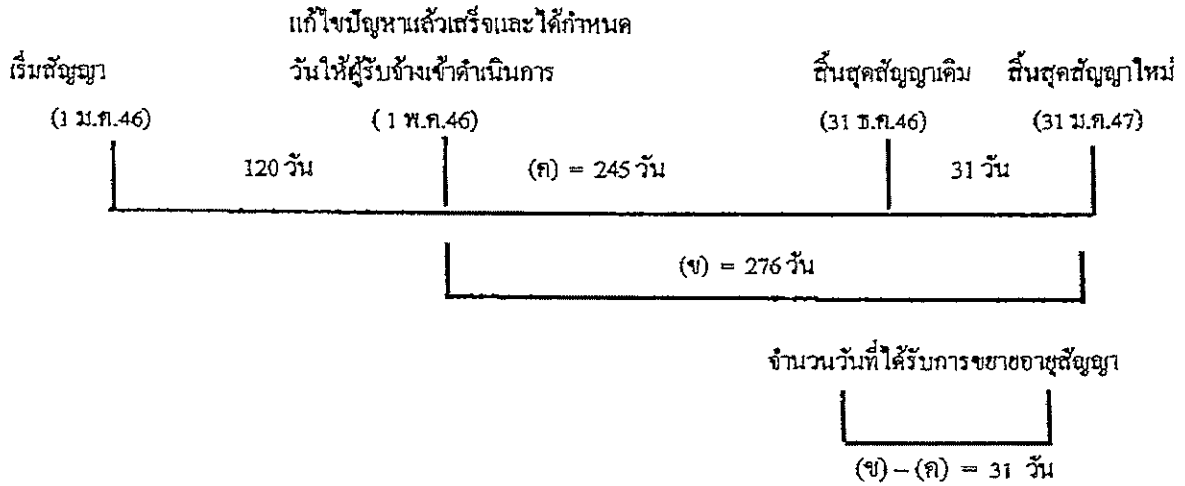 แก้ไขปัญหาแล้วเสร็จและได้กำหนด
เริ่มสัญญา วันให้ผู้รับจ้างเข้าดำเนินการ สิ้นสุดสัญญาเดิม สิ้นสุดสัญญาใหม่
(1 ม.ค.46) (1 พ.ค.46) (31 ธ.ค.46) (31 ม.ค.47)
120 วัน (ค) = 245 วัน 31 วัน
(ข) = 276 วัน
จำนวนวันที่ได้รับการขยายอายุสัญญา
(ข) – (ค) = 31 วัน